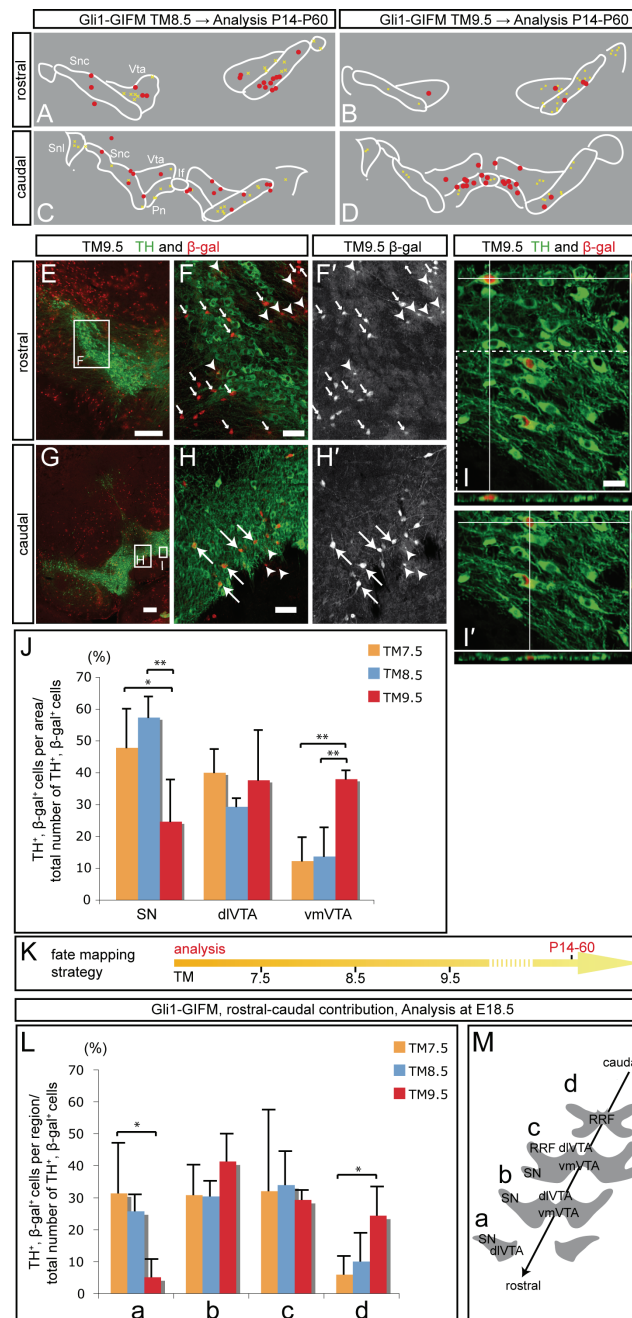 Gli1-GIFM TM8.5 → Analysis P14-P60
Gli1-GIFM TM9.5 → Analysis P14-P60
rostral
Snc
Vta
A
B
caudal
Snl
Snc
Vta
If
Pn
C
D
TM9.5 TH and β-gal
TM9.5 β-gal
TM9.5 TH and β-gal
rostral
E
F
F
F′
I
caudal
G
H
I
H
H′
I′
J
(%)
TM7.5
TM8.5
TM9.5
TH⁺, β-gal⁺ cells per area/
total number of TH⁺, β-gal⁺ cells
70
60
50
40
30
20
10
0
*
**
**
**
SN
dlVTA
vmVTA
K
fate mapping
strategy
analysis
P14-60
TM
7.5
8.5
9.5
Gli1-GIFM, rostral-caudal contribution, Analysis at E18.5
L
(%)
TM7.5
TM8.5
TM9.5
TH⁺, β-gal⁺ cells per region/
total number of TH⁺, β-gal⁺ cells
70
60
50
40
30
20
10
0
*
*
a
b
c
d
M
caudal
d
RRF
c
RRF dlVTA
SN
vmVTA
b
SN
dlVTA
vmVTA
a
SN
dlVTA
rostral